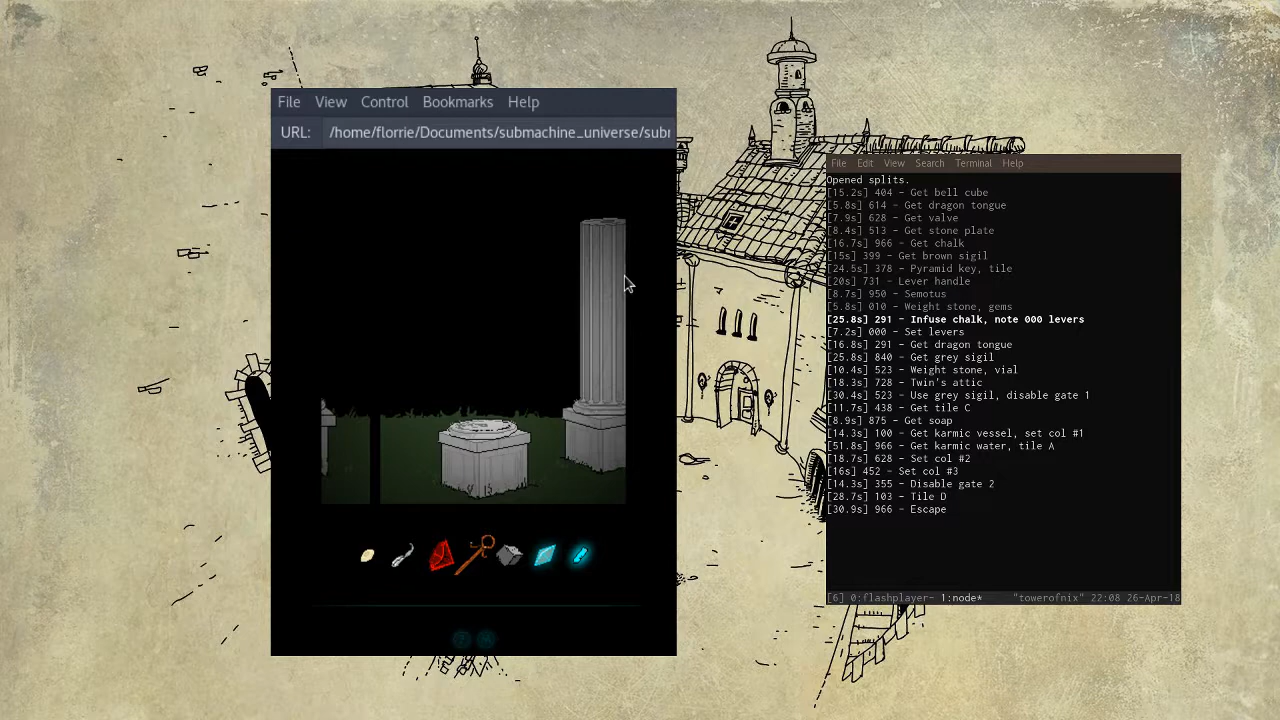 File View Control Bookmarks Help
URL: /home/florrie/Documents/submachine_universe/subr
File Edit View Search Terminal Help
Opened splits.
[15.2s] 404 - Get bell cube
[5.8s] 614 - Get dragon tongue
[7.9s] 628 - Get valve
[8.4s] 513 - Get stone plate
[16.7s] 966 - Get chalk
[15s] 399 - Get brown sigil
[24.5s] 378 - Pyramid key, tile
[20s] 731 - Lever handle
[8.7s] 950 - Semotus
[5.8s] 010 - Weight stone, gems
[25.8s] 291 - Infuse chalk, note 000 levers
[7.2s] 000 - Set levers
[16.8s] 291 - Get dragon tongue
[25.8s] 840 - Get grey sigil
[10.4s] 523 - Weight stone, vial
[18.3s] 728 - Twin's attic
[30.4s] 523 - Use grey sigil, disable gate 1
[11.7s] 438 - Get tile C
[8.9s] 875 - Get soap
[14.3s] 100 - Get karmic vessel, set col #1
[51.8s] 966 - Get karmic water, tile A
[18.7s] 628 - Set col #2
[16s] 452 - Set col #3
[14.3s] 355 - Disable gate 2
[28.7s] 103 - Tile D
[30.9s] 966 - Escape
[6] 0:flashplayer- 1:node* "towerofnix" 22:08 26-Apr-18